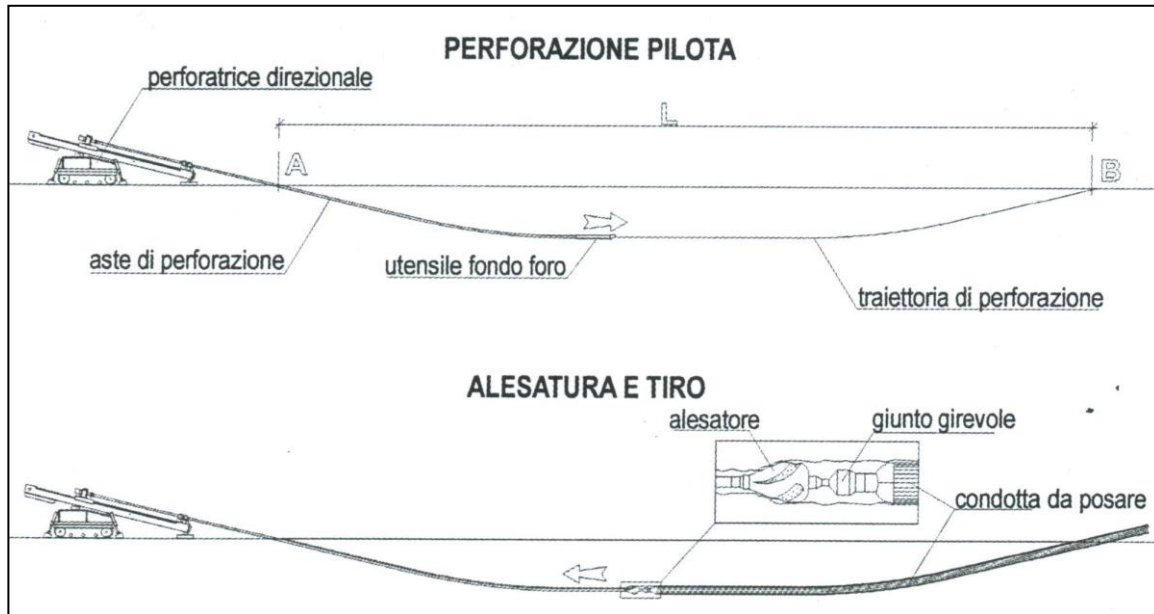 PERFORAZIONE PILOTA
perforatrice direzionale
L
A
B
aste di perforazione
utensile fondo foro
traiettoria di perforazione
ALESATURA E TIRO
alesatore
giunto girevole
condotta da posare